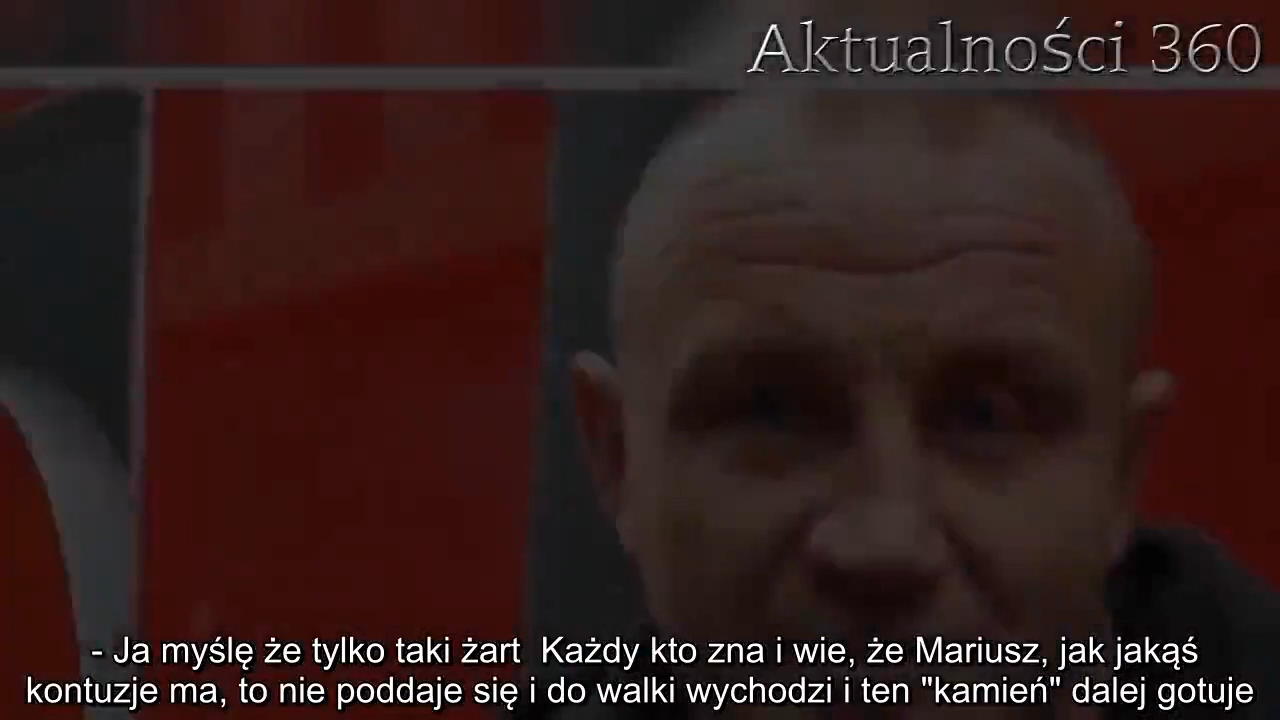 Aktualności 360
- Ja myślę że tylko taki żart  Każdy kto zna i wie, że Mariusz, jak jakąś
kontuzje ma, to nie poddaje się i do walki wychodzi i ten "kamień" dalej gotuje